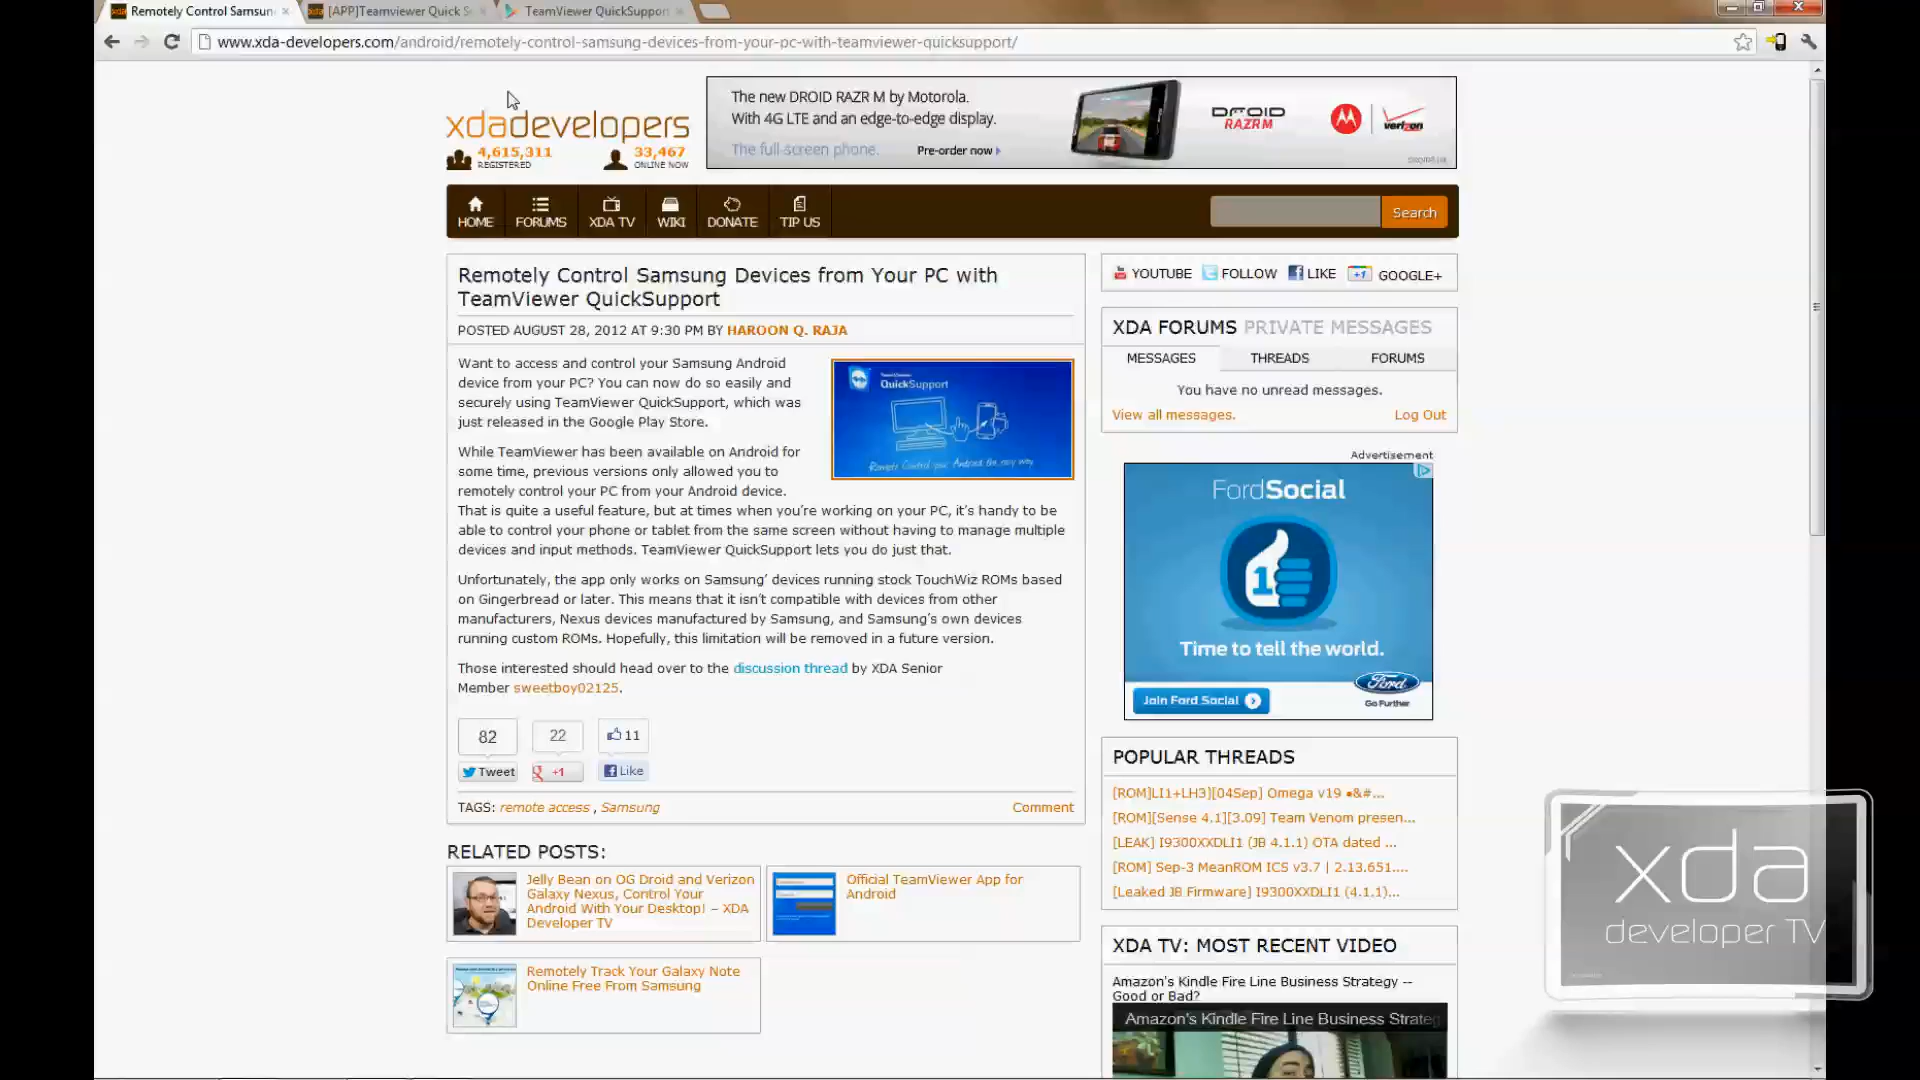 Remotely Control Samsun
[APP]Teamviewer Quick S
TeamViewer QuickSupport
www.xda-developers.com/android/remotely-control-samsung-devices-from-your-pc-with-teamviewer-quicksupport/
xdadevelopers
4,615,311
REGISTERED
33,467
ONLINE NOW
The new DROID RAZR M by Motorola.
With 4G LTE and an edge-to-edge display.
The full-screen phone.
Pre-order now
DROID
RAZR M
verizon
HOME
FORUMS
XDA TV
WIKI
DONATE
TIP US
Search
Remotely Control Samsung Devices from Your PC with
TeamViewer QuickSupport
POSTED AUGUST 28, 2012 AT 9:30 PM BY HAROON Q. RAJA
Want to access and control your Samsung Android
device from your PC? You can now do so easily and
securely using TeamViewer QuickSupport, which was
just released in the Google Play Store.
QuickSupport
Remote Control your Android the easy way
While TeamViewer has been available on Android for
some time, previous versions only allowed you to
remotely control your PC from your Android device.
That is quite a useful feature, but at times when you're working on your PC, it's handy to be
able to control your phone or tablet from the same screen without having to manage multiple
devices and input methods. TeamViewer QuickSupport lets you do just that.
Unfortunately, the app only works on Samsung' devices running stock TouchWiz ROMs based
on Gingerbread or later. This means that it isn't compatible with devices from other
manufacturers, Nexus devices manufactured by Samsung, and Samsung's own devices
running custom ROMs. Hopefully, this limitation will be removed in a future version.
Those interested should head over to the discussion thread by XDA Senior
Member sweetboy02125.
82
22
11
Tweet
+1
Like
TAGS: remote access , Samsung
Comment
RELATED POSTS:
Jelly Bean on OG Droid and Verizon
Galaxy Nexus, Control Your
Android With Your Desktop! – XDA
Developer TV
Official TeamViewer App for
Android
Remotely Track Your Galaxy Note
Online Free From Samsung
YOUTUBE
FOLLOW
LIKE
+1
GOOGLE+
XDA FORUMS PRIVATE MESSAGES
MESSAGES
THREADS
FORUMS
You have no unread messages.
View all messages.
Log Out
Advertisement
FordSocial
1
Time to tell the world.
Join Ford Social
Ford
Go Further
POPULAR THREADS
[ROM]LI1+LH3][04Sep] Omega v19 ▪&#...
[ROM][Sense 4.1][3.09] Team Venom presen...
[LEAK] I9300XXDLI1 (JB 4.1.1) OTA dated ...
[ROM] Sep-3 MeanROM ICS v3.7 | 2.13.651....
[Leaked JB Firmware] I9300XXDLI1 (4.1.1)...
XDA TV: MOST RECENT VIDEO
Amazon's Kindle Fire Line Business Strategy --
Good or Bad?
Amazon's Kindle Fire Line Business Strateg
xda
developer TV